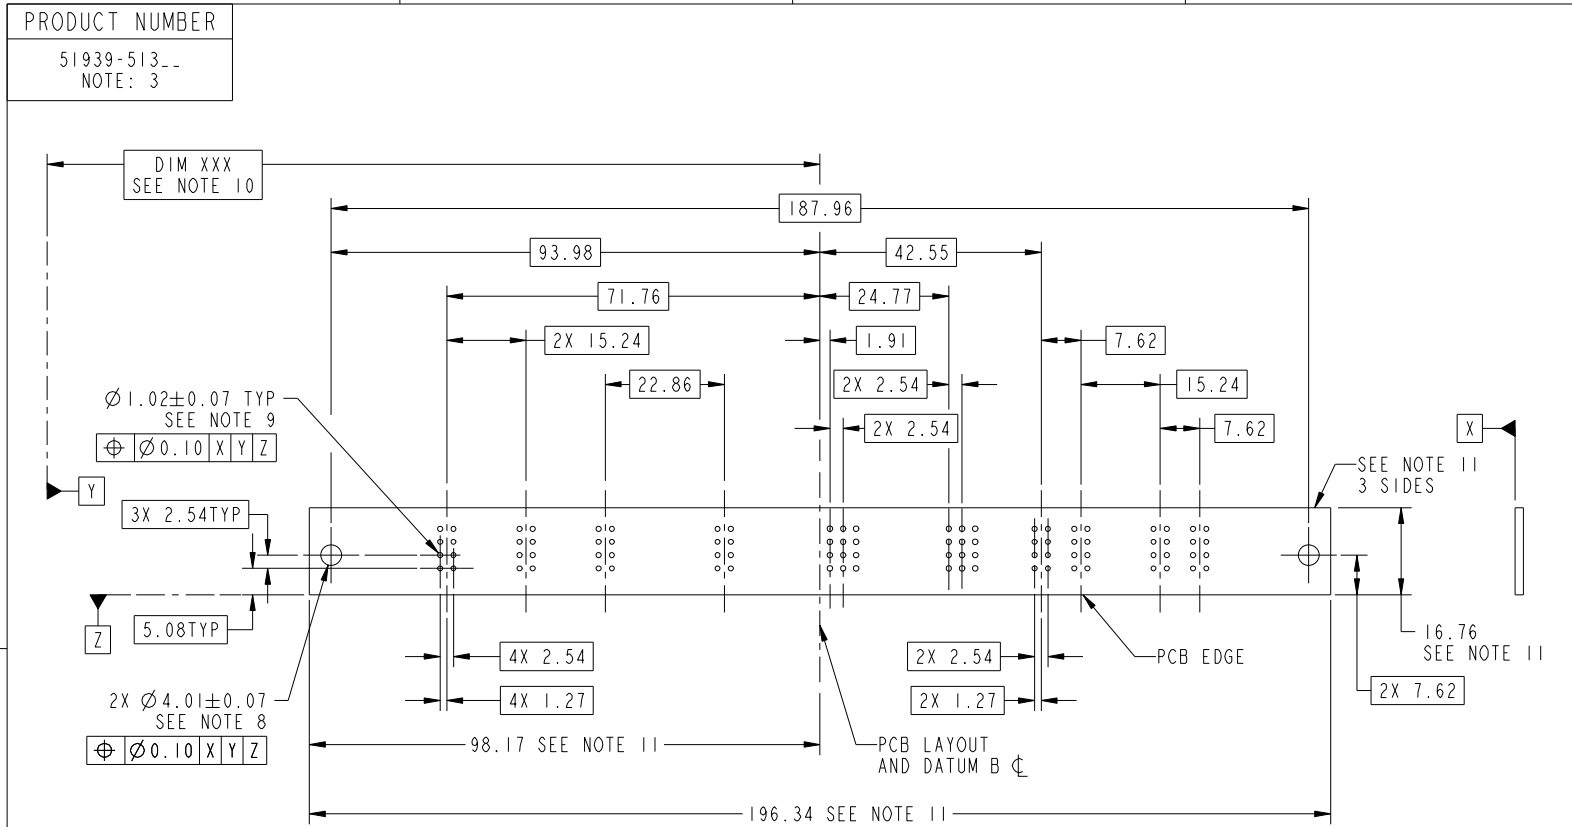 PRODUCT NUMBER
51939-513__
NOTE: 3
DIM XXX
SEE NOTE 10
187.96
93.98
42.55
71.76
24.77
2X 15.24
1.91
7.62
22.86
2X 2.54
15.24
Ø1.02±0.07 TYP
SEE NOTE 9
⌖ Ø0.10 X Y Z
2X 2.54
7.62
X
SEE NOTE 11
3 SIDES
Y
3X 2.54TYP
5.08TYP
Z
4X 2.54
2X 2.54
PCB EDGE
16.76
SEE NOTE 11
2X Ø4.01±0.07
SEE NOTE 8
⌖ Ø0.10 X Y Z
4X 1.27
2X 1.27
2X 7.62
98.17 SEE NOTE 11
PCB LAYOUT
AND DATUM B ℄
196.34 SEE NOTE 11